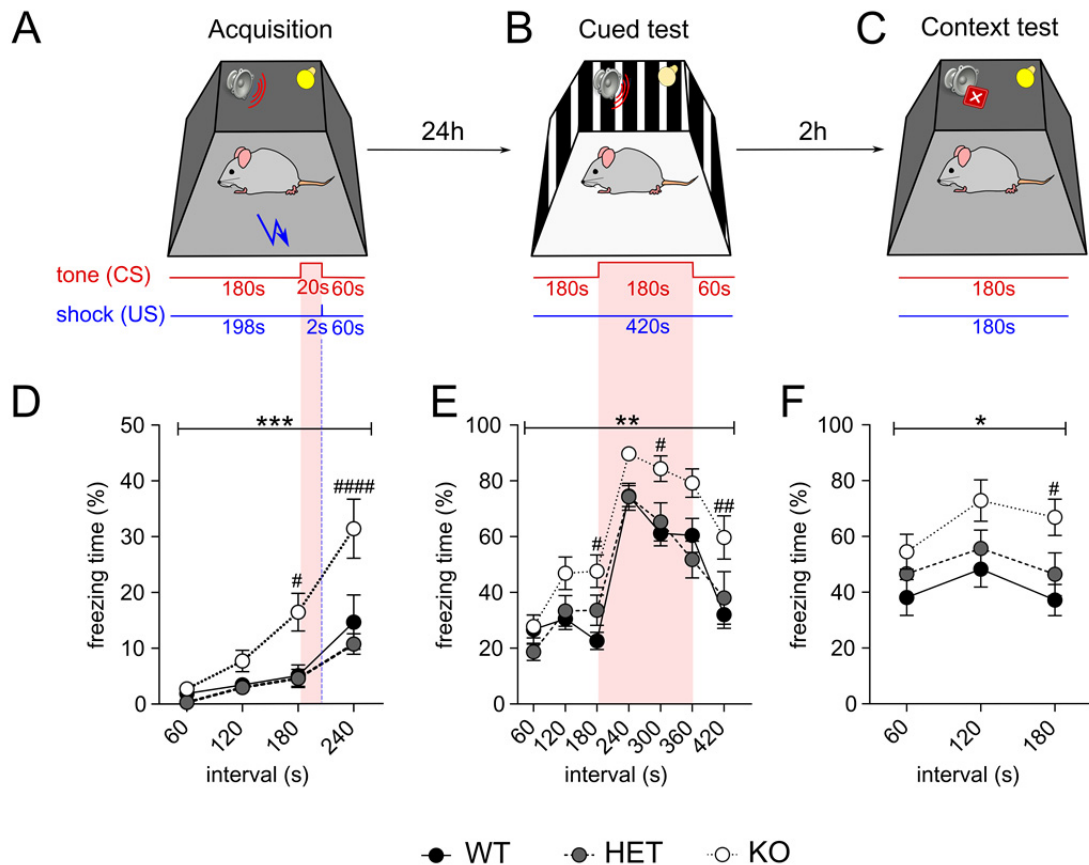 A Acquisition B Cued test C Context test
24h 2h
tone (CS) 180s 20s 60s 180s 180s 60s 180s
shock (US) 198s 2s 60s 420s 180s
D E F
*** ** *
freezing time (%) 50 40 30 20 10 0
# ####
60 120 180 240
interval (s)
freezing time (%) 100 80 60 40 20 0
# # ##
60 120 180 240 300 360 420
interval (s)
freezing time (%) 100 80 60 40 20 0
#
60 120 180
interval (s)
WT HET KO